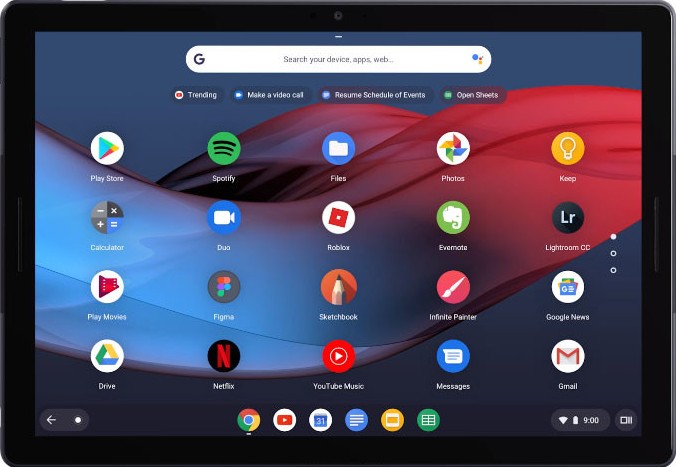 Search your device, apps, web...
Trending
Make a video call
Resume Schedule of Events
Open Sheets
Play Store
Spotify
Files
Photos
Keep
Calculator
Duo
Roblox
Evernote
Lr
Lightroom CC
Play Movies
Figma
Sketchbook
Infinite Painter
Google News
Drive
Netflix
YouTube Music
Messages
Gmail
31
9:00